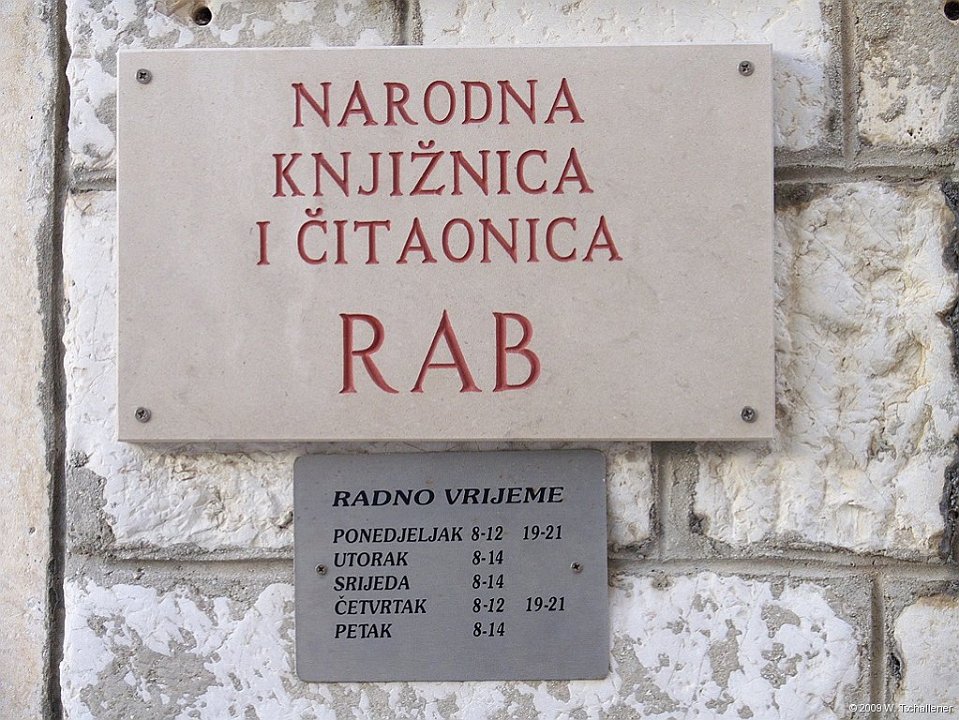 NARODNA
KNJIŽNICA
I ČITAONICA
RAB
RADNO VRIJEME
PONEDJELJAK 8-12 19-21
UTORAK 8-14
SRIJEDA 8-14
ČETVRTAK 8-12 19-21
PETAK 8-14
© 2009 W. Tschallener